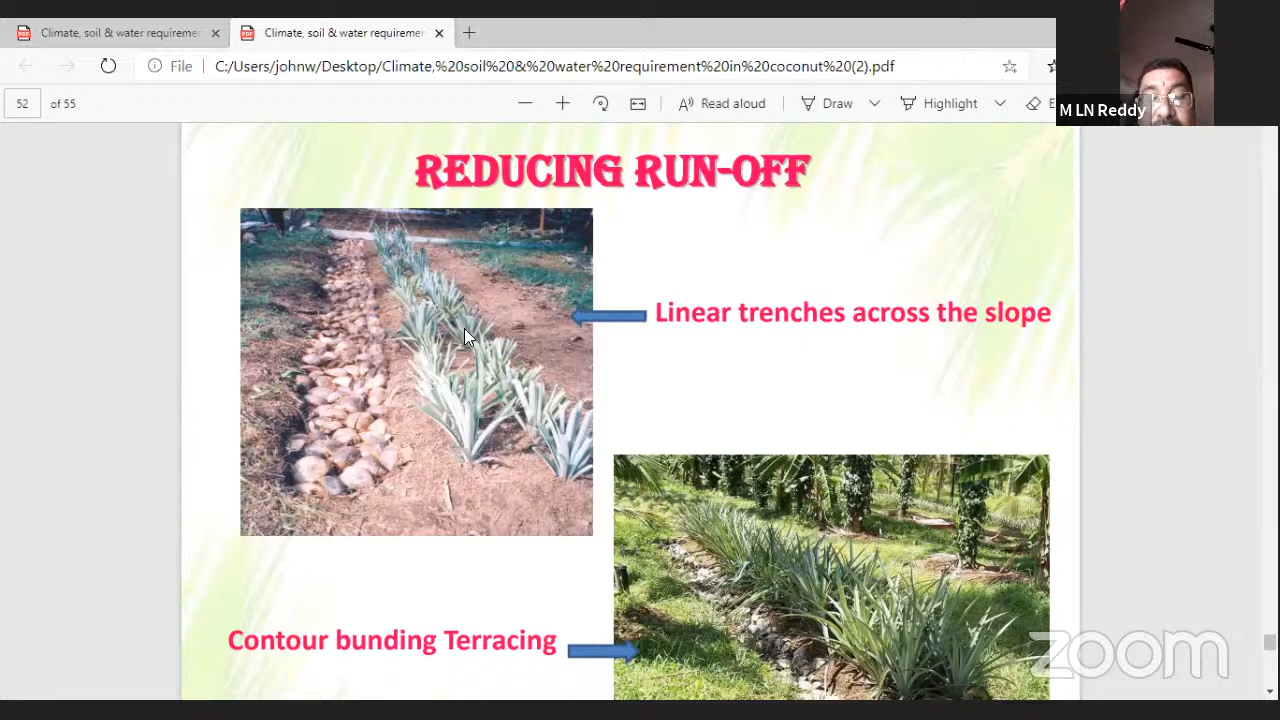 Climate, soil & water requiremen
Climate, soil & water requiremen
File C:/Users/johnw/Desktop/Climate,%20soil%20&%20water%20requirement%20in%20coconut%20(2).pdf
52 of 55 Read aloud Draw Highlight E
M LN Reddy
REDUCING RUN-OFF
Linear trenches across the slope
Contour bunding Terracing
zoom